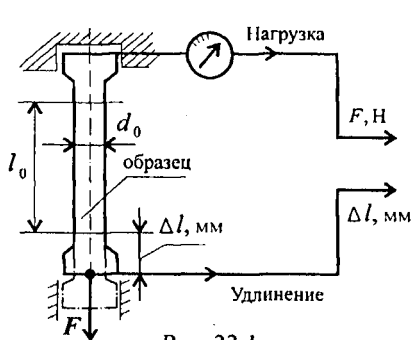 Нагрузка
F, Н
d₀
l₀
образец
Δl, мм
Δl, мм
Удлинение
F